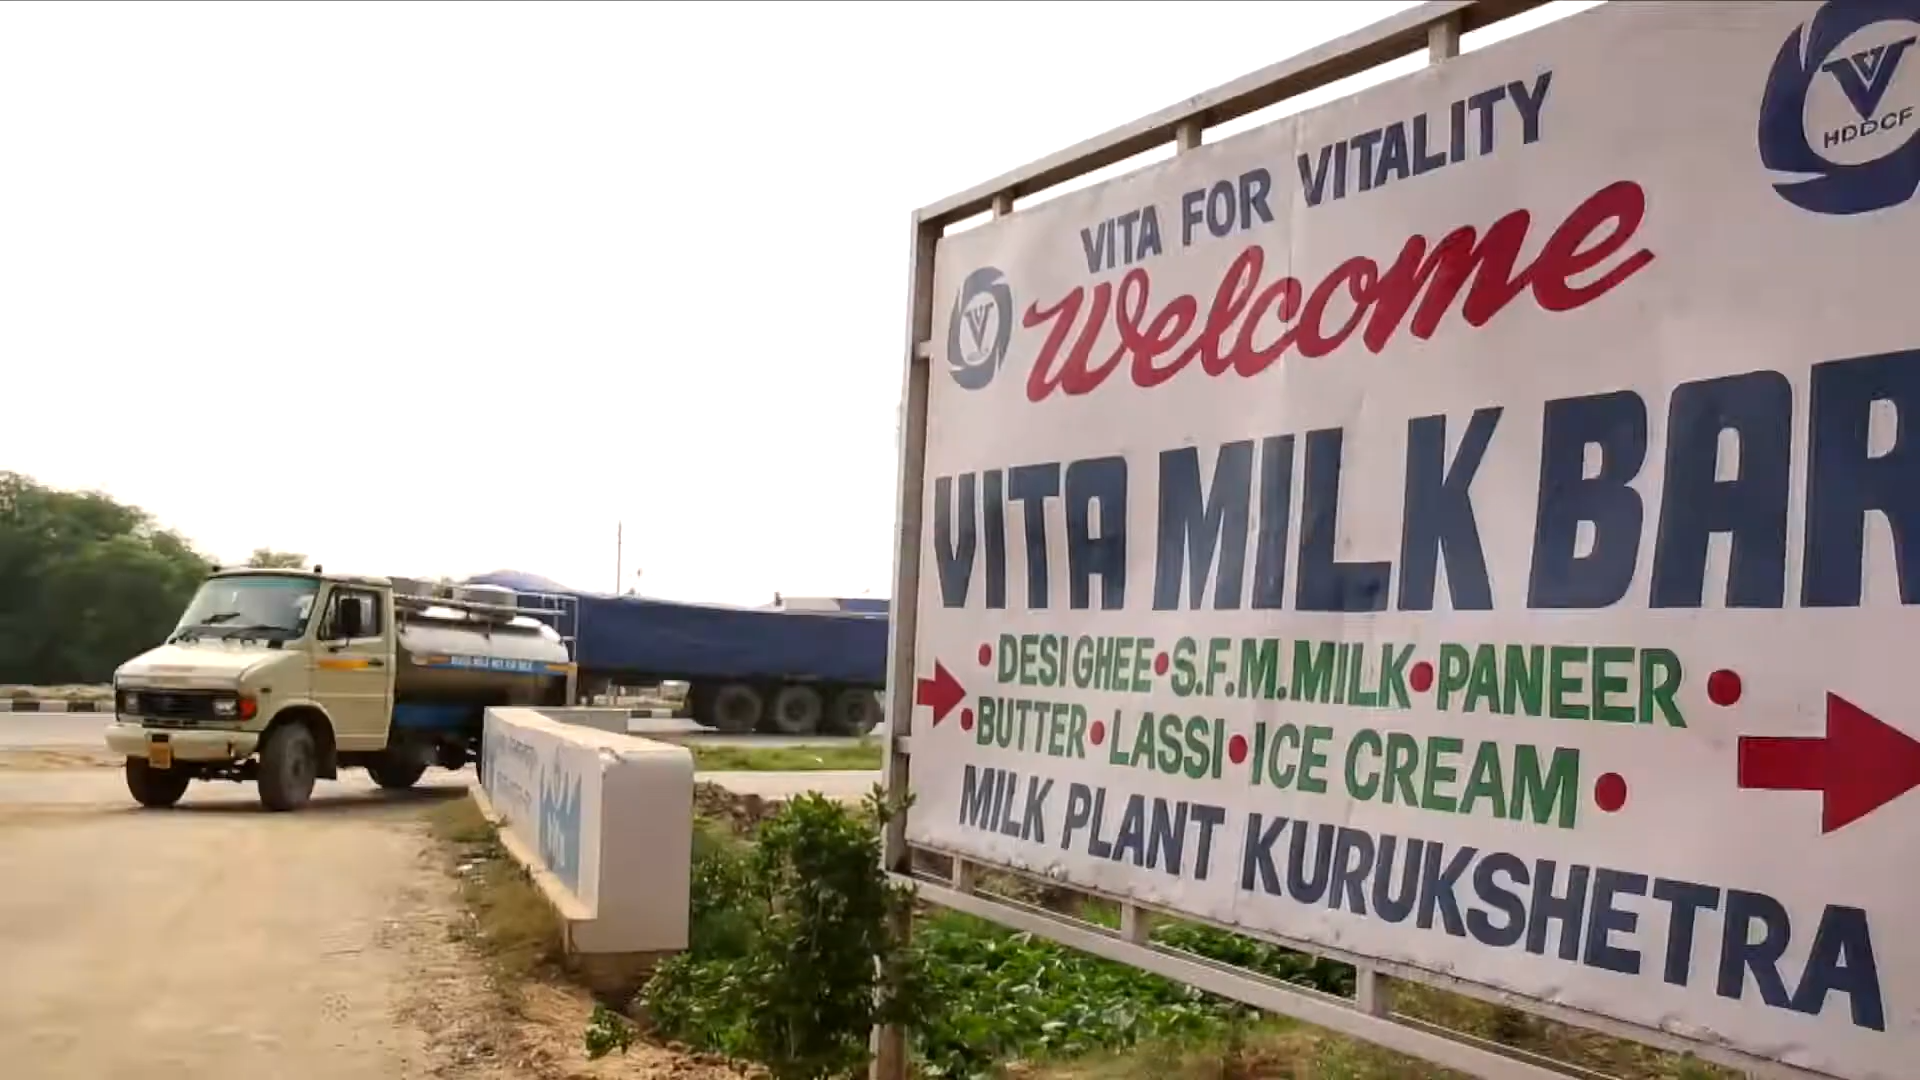 VITA FOR VITALITY
V
HDDCF
V
Welcome
VITA MILK BAR
•DESI GHEE•S.F.M.MILK•PANEER•
•BUTTER•LASSI•ICE CREAM•
MILK PLANT KURUKSHETRA